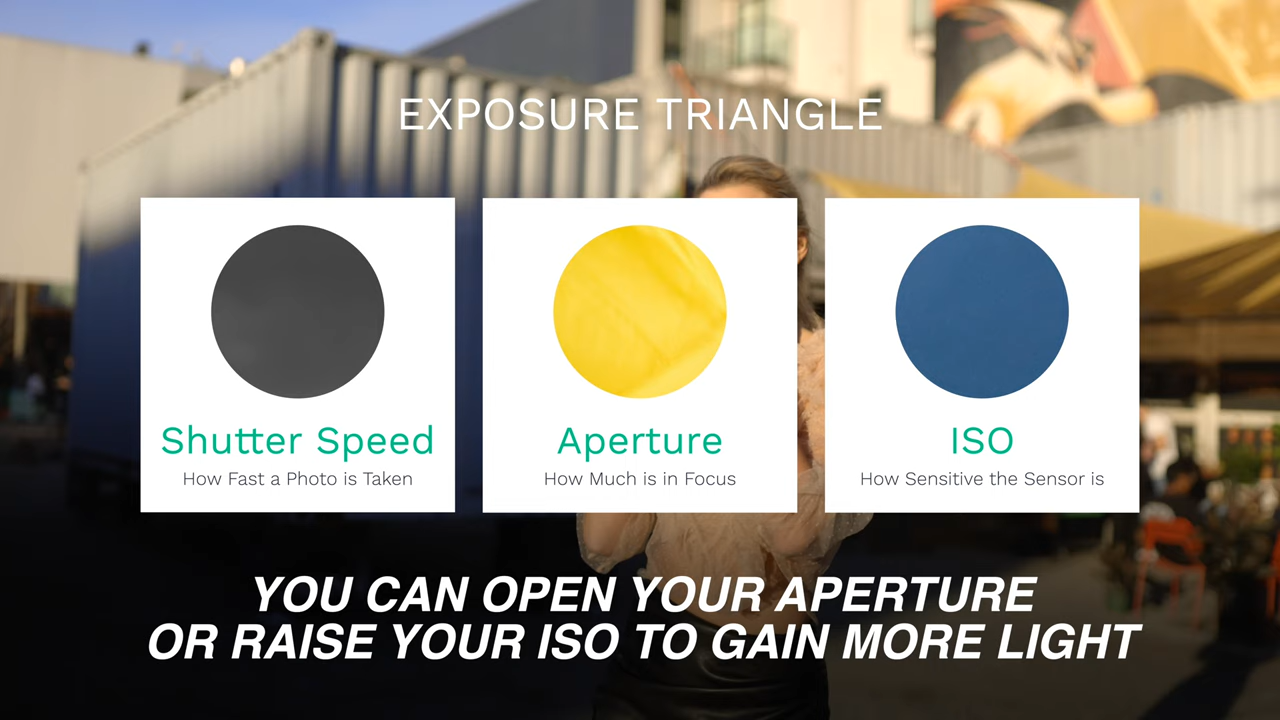 EXPOSURE TRIANGLE
Shutter Speed
How Fast a Photo is Taken
Aperture
How Much is in Focus
ISO
How Sensitive the Sensor is
YOU CAN OPEN YOUR APERTURE
OR RAISE YOUR ISO TO GAIN MORE LIGHT